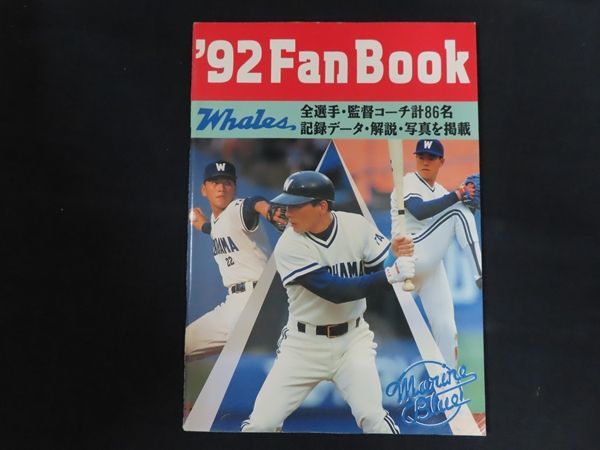 '92 Fan Book
Whales
全選手・監督コーチ計86名
記録データ・解説・写真を掲載
W
W
W
22
Marine
Blue